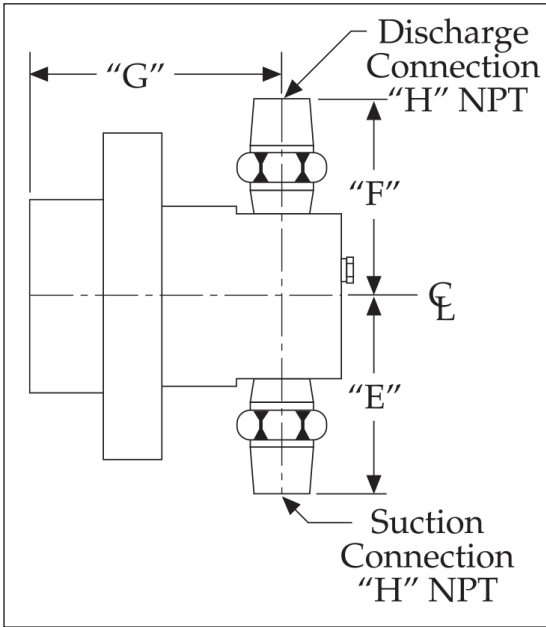 Discharge
Connection
“H” NPT
“G”
“F”
℄
“E”
Suction
Connection
“H” NPT